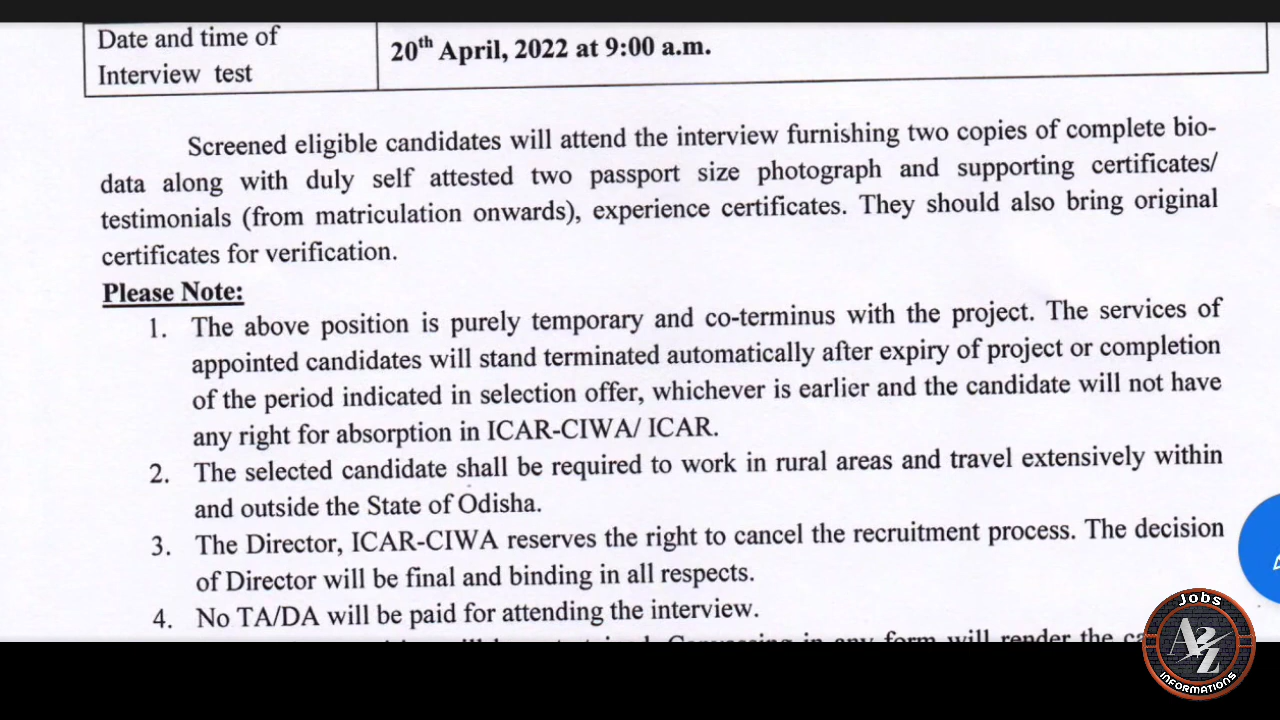 Date and time of
Interview test
20th April, 2022 at 9:00 a.m.
Screened eligible candidates will attend the interview furnishing two copies of complete bio-
data along with duly self attested two passport size photograph and supporting certificates/
testimonials (from matriculation onwards), experience certificates. They should also bring original
certificates for verification.
Please Note:
1. The above position is purely temporary and co-terminus with the project. The services of
appointed candidates will stand terminated automatically after expiry of project or completion
of the period indicated in selection offer, whichever is earlier and the candidate will not have
any right for absorption in ICAR-CIWA/ ICAR.
2. The selected candidate shall be required to work in rural areas and travel extensively within
and outside the State of Odisha.
3. The Director, ICAR-CIWA reserves the right to cancel the recruitment process. The decision
of Director will be final and binding in all respects.
4. No TA/DA will be paid for attending the interview.
in any form will render the
Jobs
A2Z
INFORMATIONS